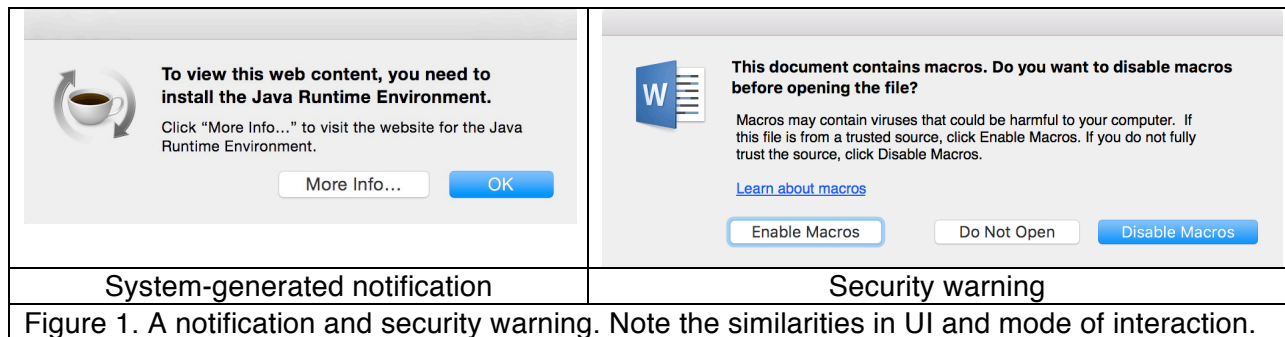 To view this web content, you need to
install the Java Runtime Environment.
Click “More Info...” to visit the website for the Java
Runtime Environment.
More Info...
OK
W
This document contains macros. Do you want to disable macros
before opening the file?
Macros may contain viruses that could be harmful to your computer.  If
this file is from a trusted source, click Enable Macros. If you do not fully
trust the source, click Disable Macros.
Learn about macros
Enable Macros
Do Not Open
Disable Macros
System-generated notification
Security warning
Figure 1. A notification and security warning. Note the similarities in UI and mode of interaction.